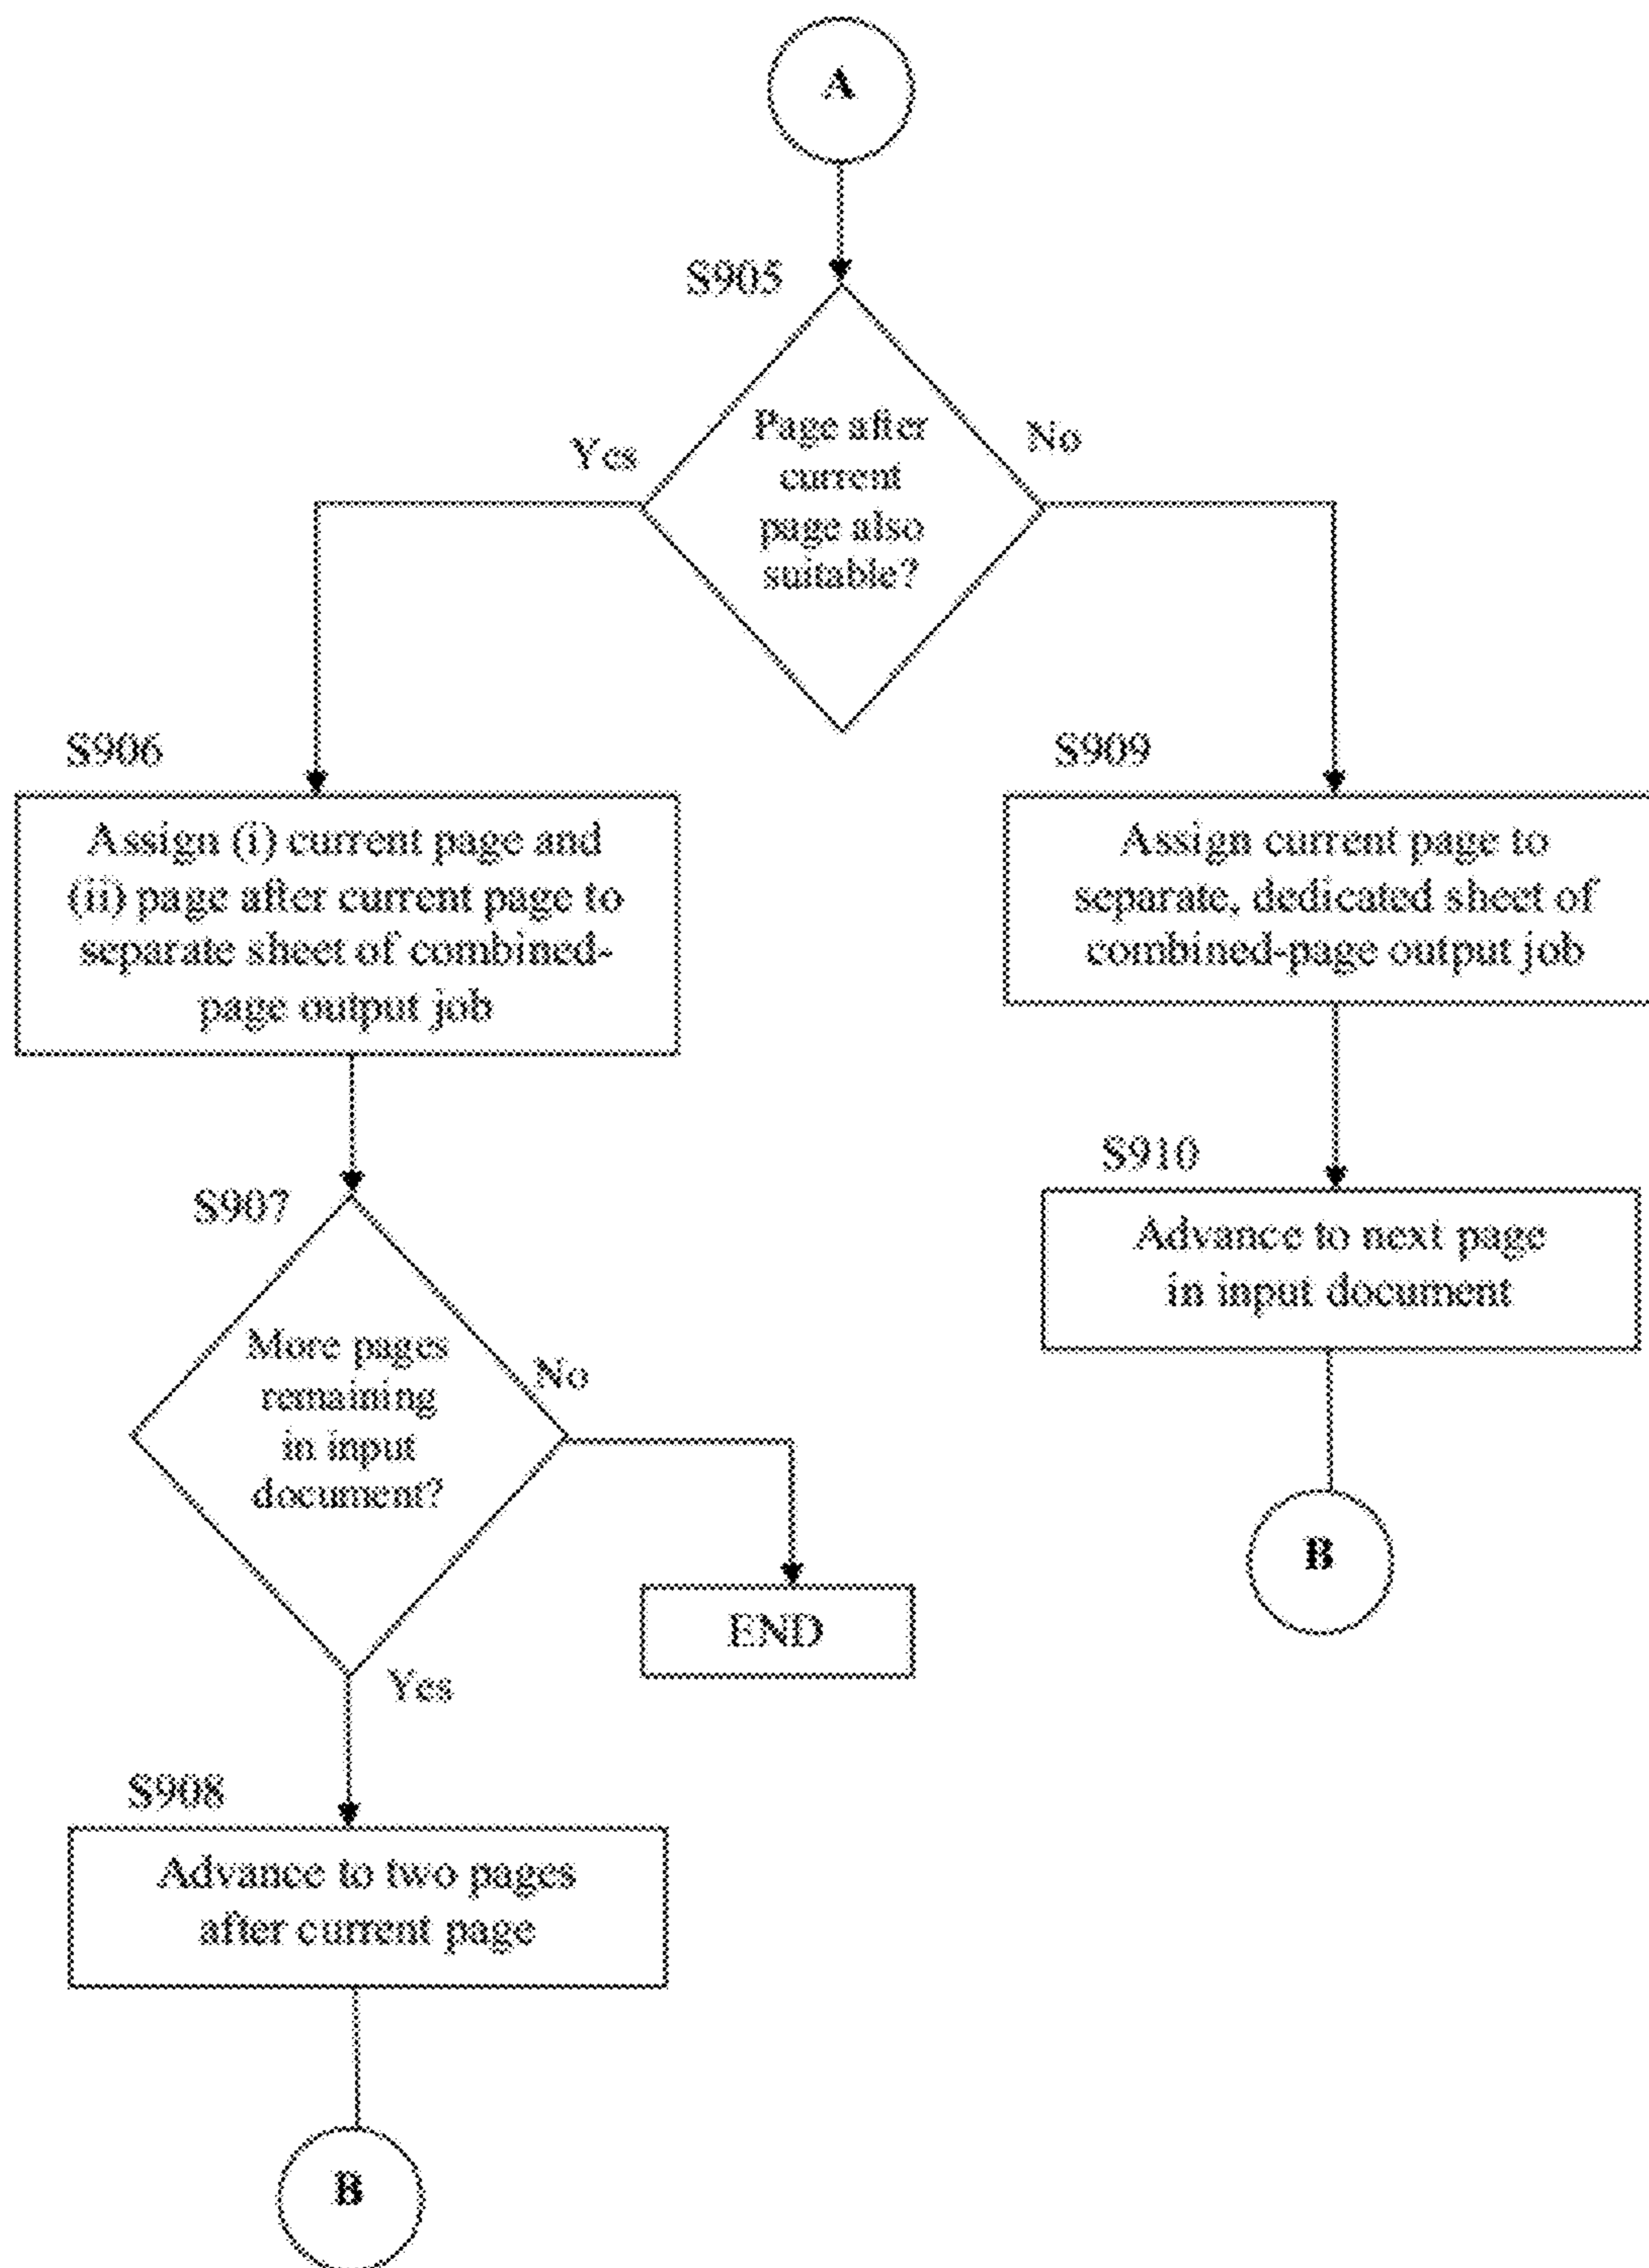 A
S905
Page after
current
page also
suitable?
Yes
No
S906
Assign (i) current page and
(ii) page after current page to
separate sheet of combined-
page output job
S909
Assign current page to
separate, dedicated sheet of
combined-page output job
S907
More pages
remaining
in input
document?
No
Yes
END
S910
Advance to next page
in input document
B
S908
Advance to two pages
after current page
B